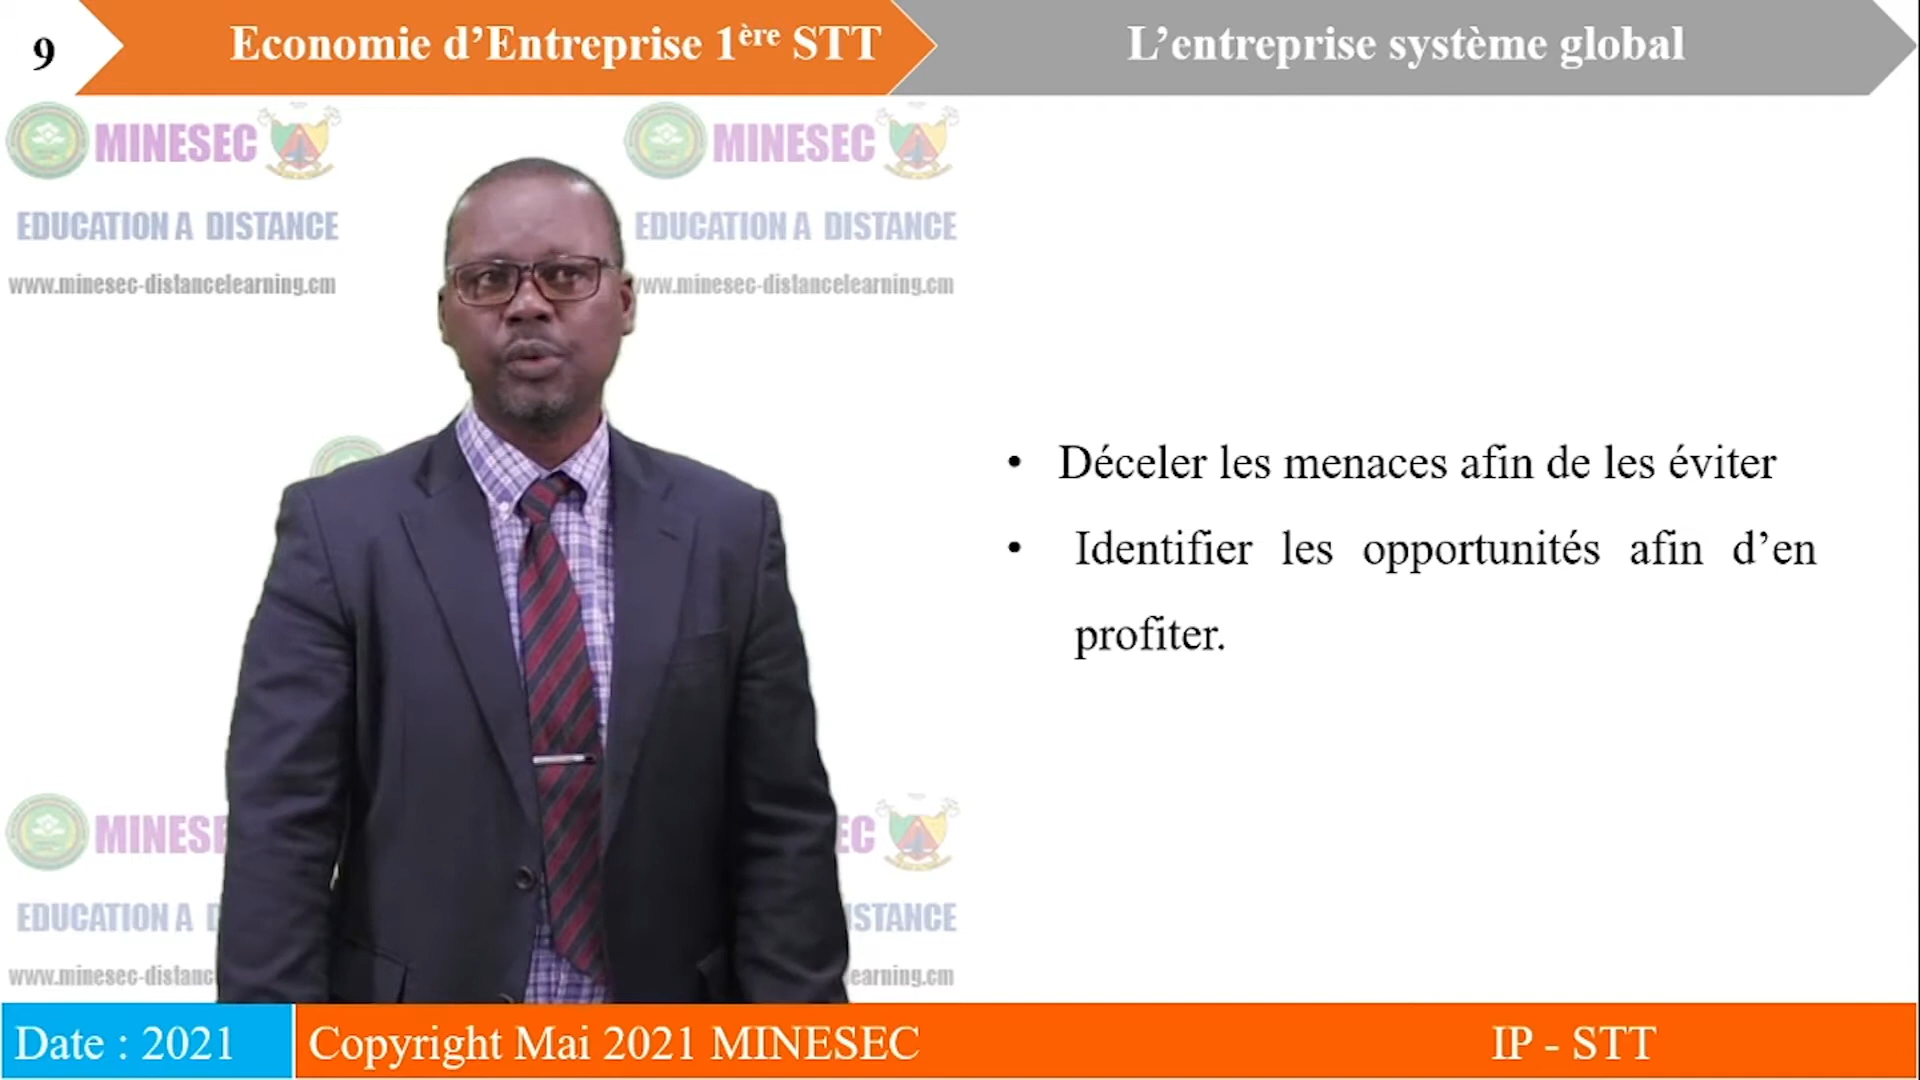 9
Economie d’Entreprise 1ère STT
L’entreprise système global
MINESEC
MINESEC
EDUCATION A DISTANCE
EDUCATION A DISTANCE
www.minesec-distancelearning.cm
www.minesec-distancelearning.cm
• Déceler les menaces afin de les éviter
• Identifier les opportunités afin d’en
profiter.
MINESE
EC
EDUCATION A D
ISTANCE
www.minesec-distanc
earning.cm
Date : 2021
Copyright Mai 2021 MINESEC
IP - STT